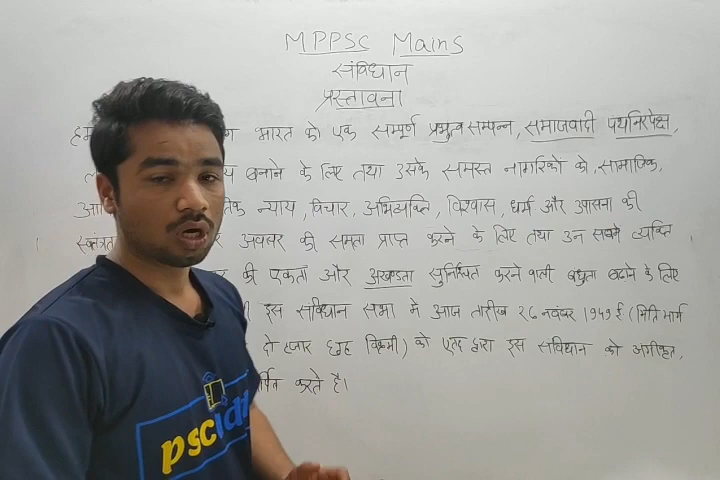 MPPSC Mains
संविधान
प्रस्तावना
हम भारत को एक सम्पूर्ण प्रभुत्व सम्पन्न, समाजवादी पंथनिरपेक्ष,
बनाने के लिए तथा उसके समस्त नागरिको को, सामाजिक,
न्याय, विचार, अभिव्यक्ति, विश्वास, धर्म और उपासना की
अवसर की समता प्राप्त करने के लिए तथा उन सबमे व्यक्ति
की एकता और अखण्डता सुनिश्चित करने वाली बंधुता बढाने के लिए
इस संविधान सभा मे आज तारीख 26 नवंबर 1949 ई (मिति मार्ग
दो हजार छह विक्रमी) को एतद द्वारा इस संविधान को अंगीकृत,
करते है।
psc